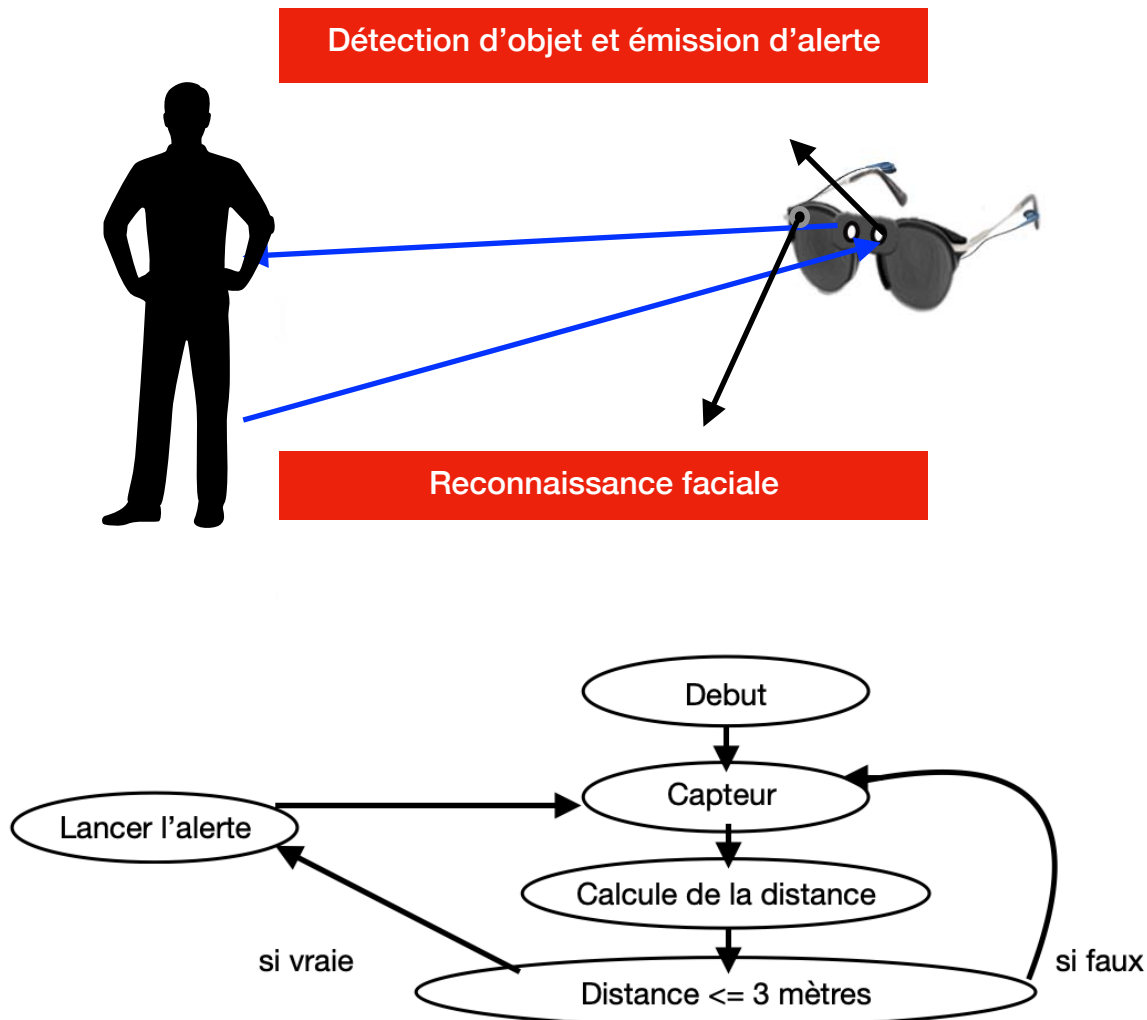 Détection d’objet et émission d’alerte
Reconnaissance faciale
Debut
Capteur
Lancer l’alerte
Calcule de la distance
si vraie
si faux
Distance <= 3 mètres